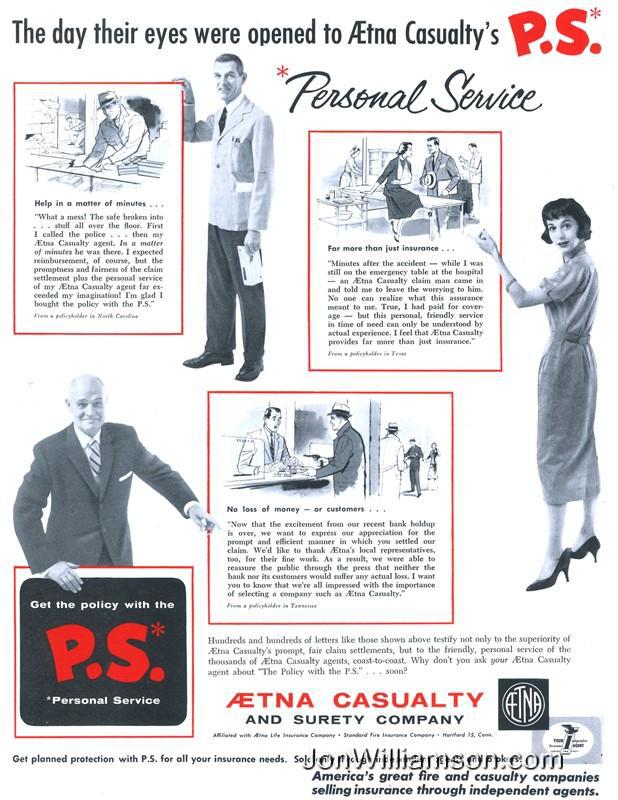 The day their eyes were opened to Ætna Casualty's P.S.*
*Personal Service
Help in a matter of minutes . . .
"What a mess! The safe broken into
. . . stuff all over the floor. First
I called the police . . . then my
Ætna Casualty agent. In a matter
of minutes he was there. I expected
reimbursement, of course, but the
promptness and fairness of the claim
settlement plus the personal service
of my Ætna Casualty agent far ex-
ceeded my imagination! I'm glad I
bought the policy with the P.S."
From a policyholder in North Carolina
Far more than just insurance . . .
"Minutes after the accident — while I was
still on the emergency table at the hospital
— an Ætna Casualty claim man came in
and told me to leave the worrying to him.
No one can realize what this assurance
meant to me. True, I had paid for cover-
age — but this personal, friendly service
in time of need can only be understood by
actual experience. I feel that Ætna Casualty
provides far more than just insurance."
From a policyholder in Texas
No loss of money — or customers . . .
"Now that the excitement from our recent bank holdup
is over, we want to express our appreciation for the
prompt and efficient manner in which you settled our
claim. We'd like to thank Ætna's local representatives,
too, for their fine work. As a result, we were able to
reassure the public through the press that neither the
bank nor its customers would suffer any actual loss. I want
you to know that we're all impressed with the importance
of selecting a company such as Ætna Casualty."
From a policyholder in Tennessee
Get the policy with the
P.S.*
*Personal Service
Hundreds and hundreds of letters like those shown above testify not only to the superiority of
Ætna Casualty's prompt, fair claim settlements, but to the friendly, personal service of the
thousands of Ætna Casualty agents, coast-to-coast. Why don't you ask your Ætna Casualty
agent about "The Policy with the P.S." . . . soon?
ÆTNA CASUALTY
AND SURETY COMPANY
Affiliated with Ætna Life Insurance Company • Standard Fire Insurance Company • Hartford 15, Conn.
ÆTNA
YOUR Independent
Insurance AGENT
Get planned protection with P.S. for all your insurance needs. Sold only through independent agents and brokers.
JonWilliamson.com
America's great fire and casualty companies
selling insurance through independent agents.